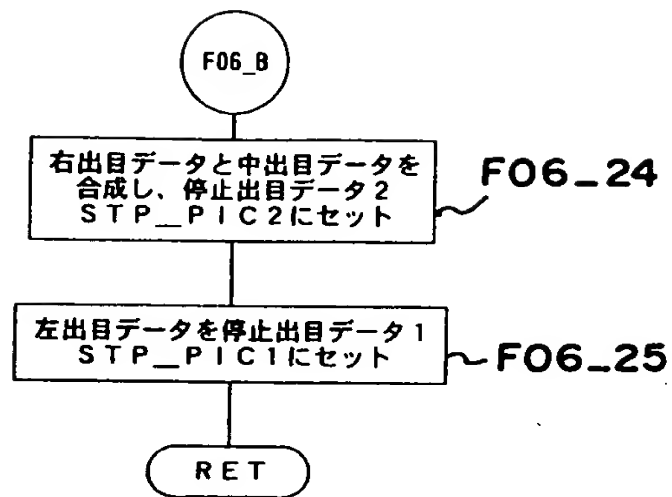 F06_B
右出目データと中出目データを
合成し、停止出目データ2
STP__PIC2にセット
F06_24
左出目データを停止出目データ1
STP__PIC1にセット
F06_25
RET